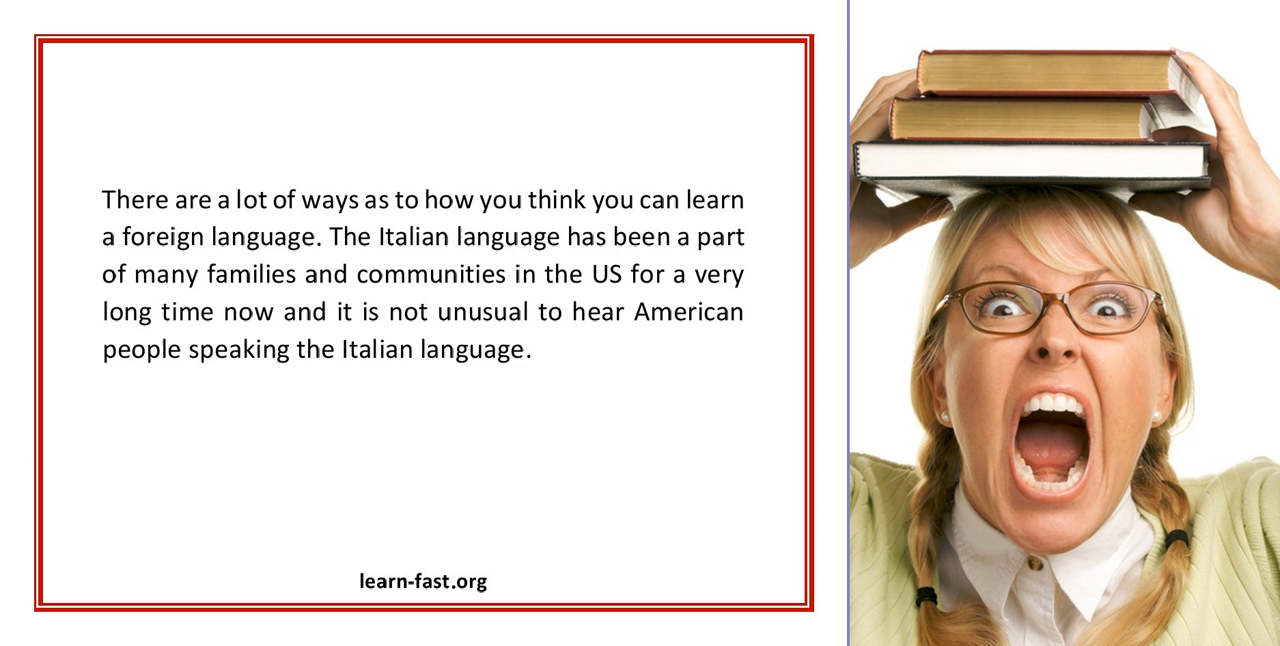 There are a lot of ways as to how you think you can learn
a foreign language. The Italian language has been a part
of many families and communities in the US for a very
long time now and it is not unusual to hear American
people speaking the Italian language.
learn-fast.org